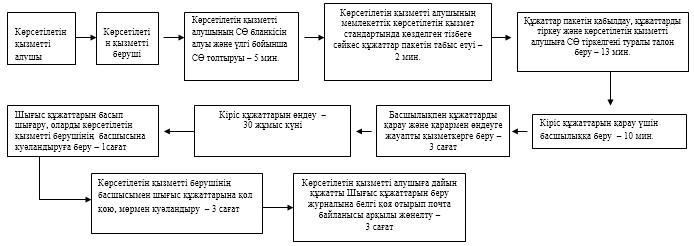 Көрсетілетін
қызметті
алушы
Көрсетілеті
н қызметті
беруші
Көрсетілетін қызметті
алушының СӨ бланкісін
алуы және үлгі бойынша
СӨ толтыруы – 5 мин.
Көрсетілетін қызметті алушының
мемлекеттік көрсетілетін қызмет
стандартында көзделген тізбеге
сәйкес құжаттар пакетін табыс етуі –
2 мин.
Құжаттар пакетін қабылдау, құжаттарды
тіркеу және көрсетілетін қызметті
алушыға СӨ тіркелгені туралы талон
беру – 13 мин.
Кіріс құжаттарын қарау үшін
басшылыққа беру – 10 мин.
Басшылықпен құжаттарды
қарау және қарармен өңдеуге
жауапты қызметкерге беру –
3 сағат
Кіріс құжаттарын өңдеу –
30 жұмыс күні
Шығыс құжаттарын басып
шығару, оларды көрсетілетін
қызметті берушінің басшысына
куәландыруға беру – 1сағат
Көрсетілетін қызметті берушінің
басшысымен шығыс құжаттарына қол
қою, мөрмен куәландыру – 3 сағат
Көрсетілетін қызметті алушыға дайын
құжатты Шығыс құжаттарын беру
журналына белгі қоя отырып почта
байланысы арқылы жөнелту –
3 сағат